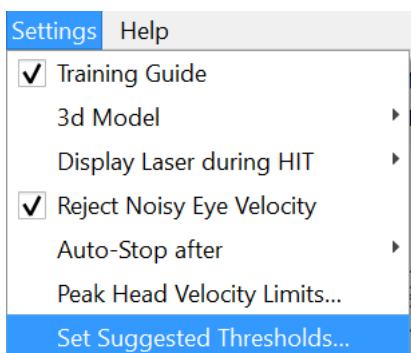 Settings Help
Training Guide
3d Model
Display Laser during HIT
Reject Noisy Eye Velocity
Auto-Stop after
Peak Head Velocity Limits...
Set Suggested Thresholds...